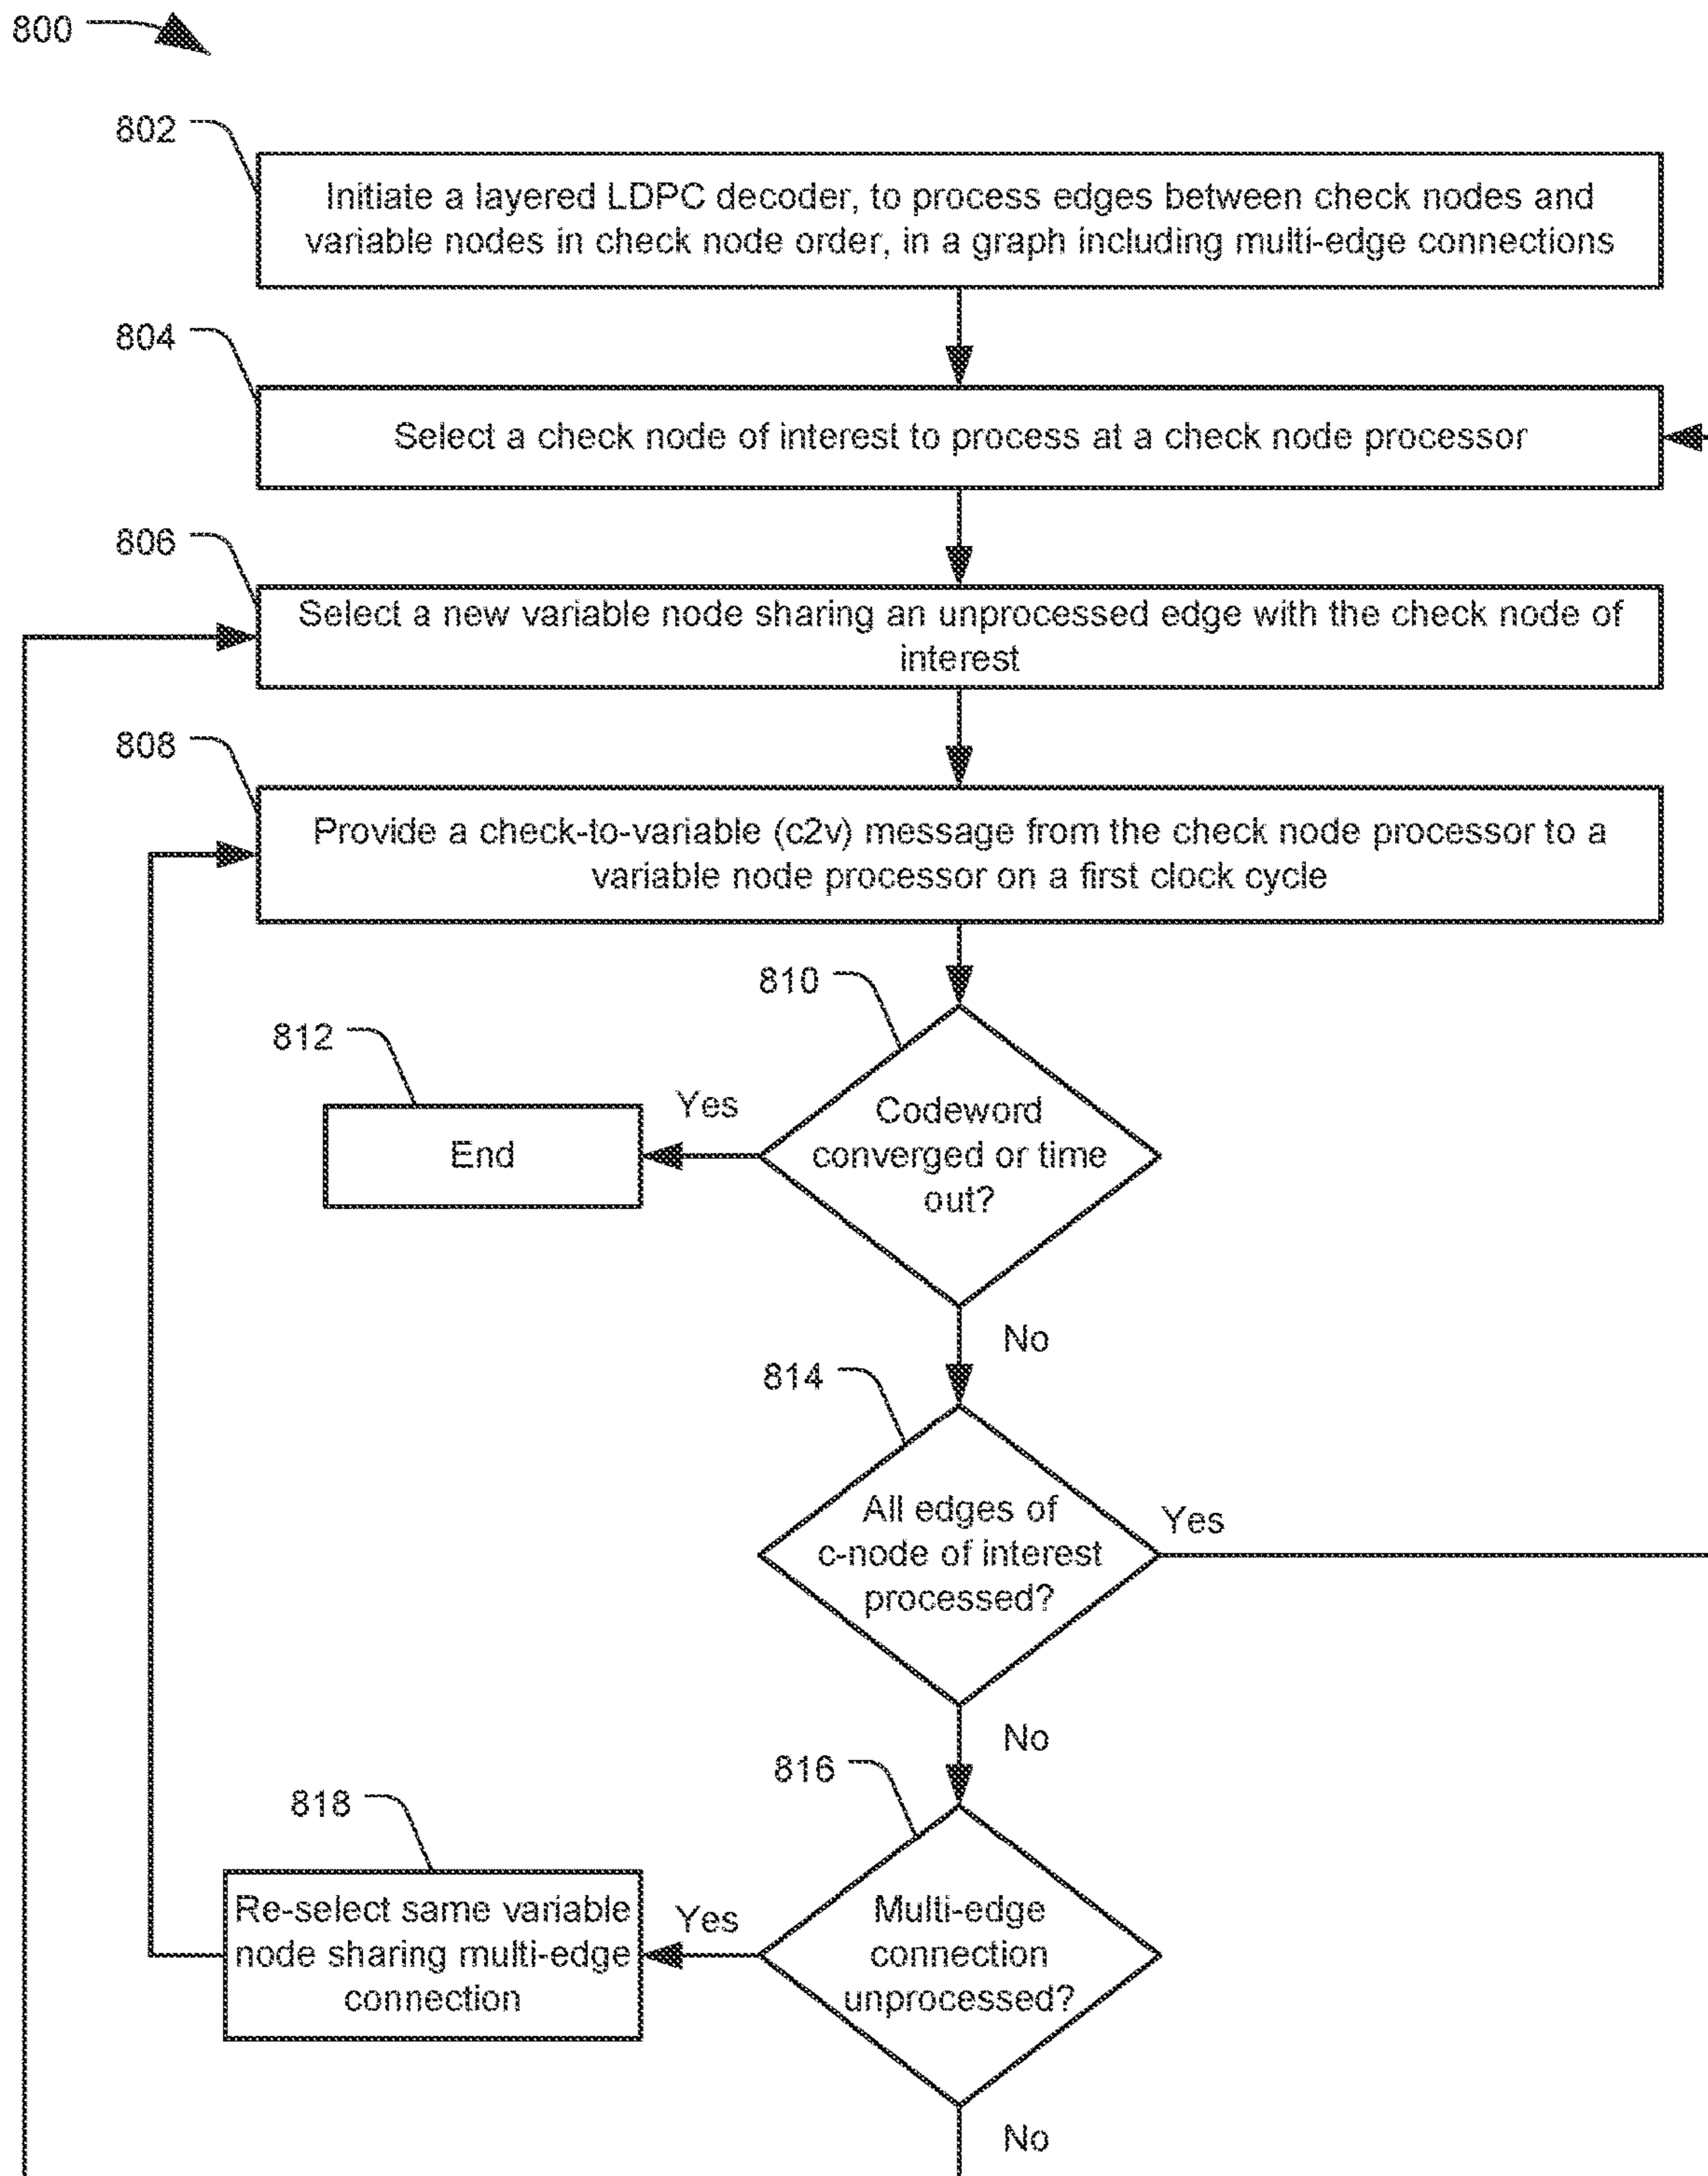 800
802
Initiate a layered LDPC decoder, to process edges between check nodes and
variable nodes in check node order, in a graph including multi-edge connections
804
Select a check node of interest to process at a check node processor
806
Select a new variable node sharing an unprocessed edge with the check node of
interest
808
Provide a check-to-variable (c2v) message from the check node processor to a
variable node processor on a first clock cycle
810
812
Yes
Codeword
converged or time
out?
End
No
814
All edges of
c-node of interest
processed?
Yes
No
816
818
Re-select same variable
node sharing multi-edge
connection
Yes
Multi-edge
connection
unprocessed?
No